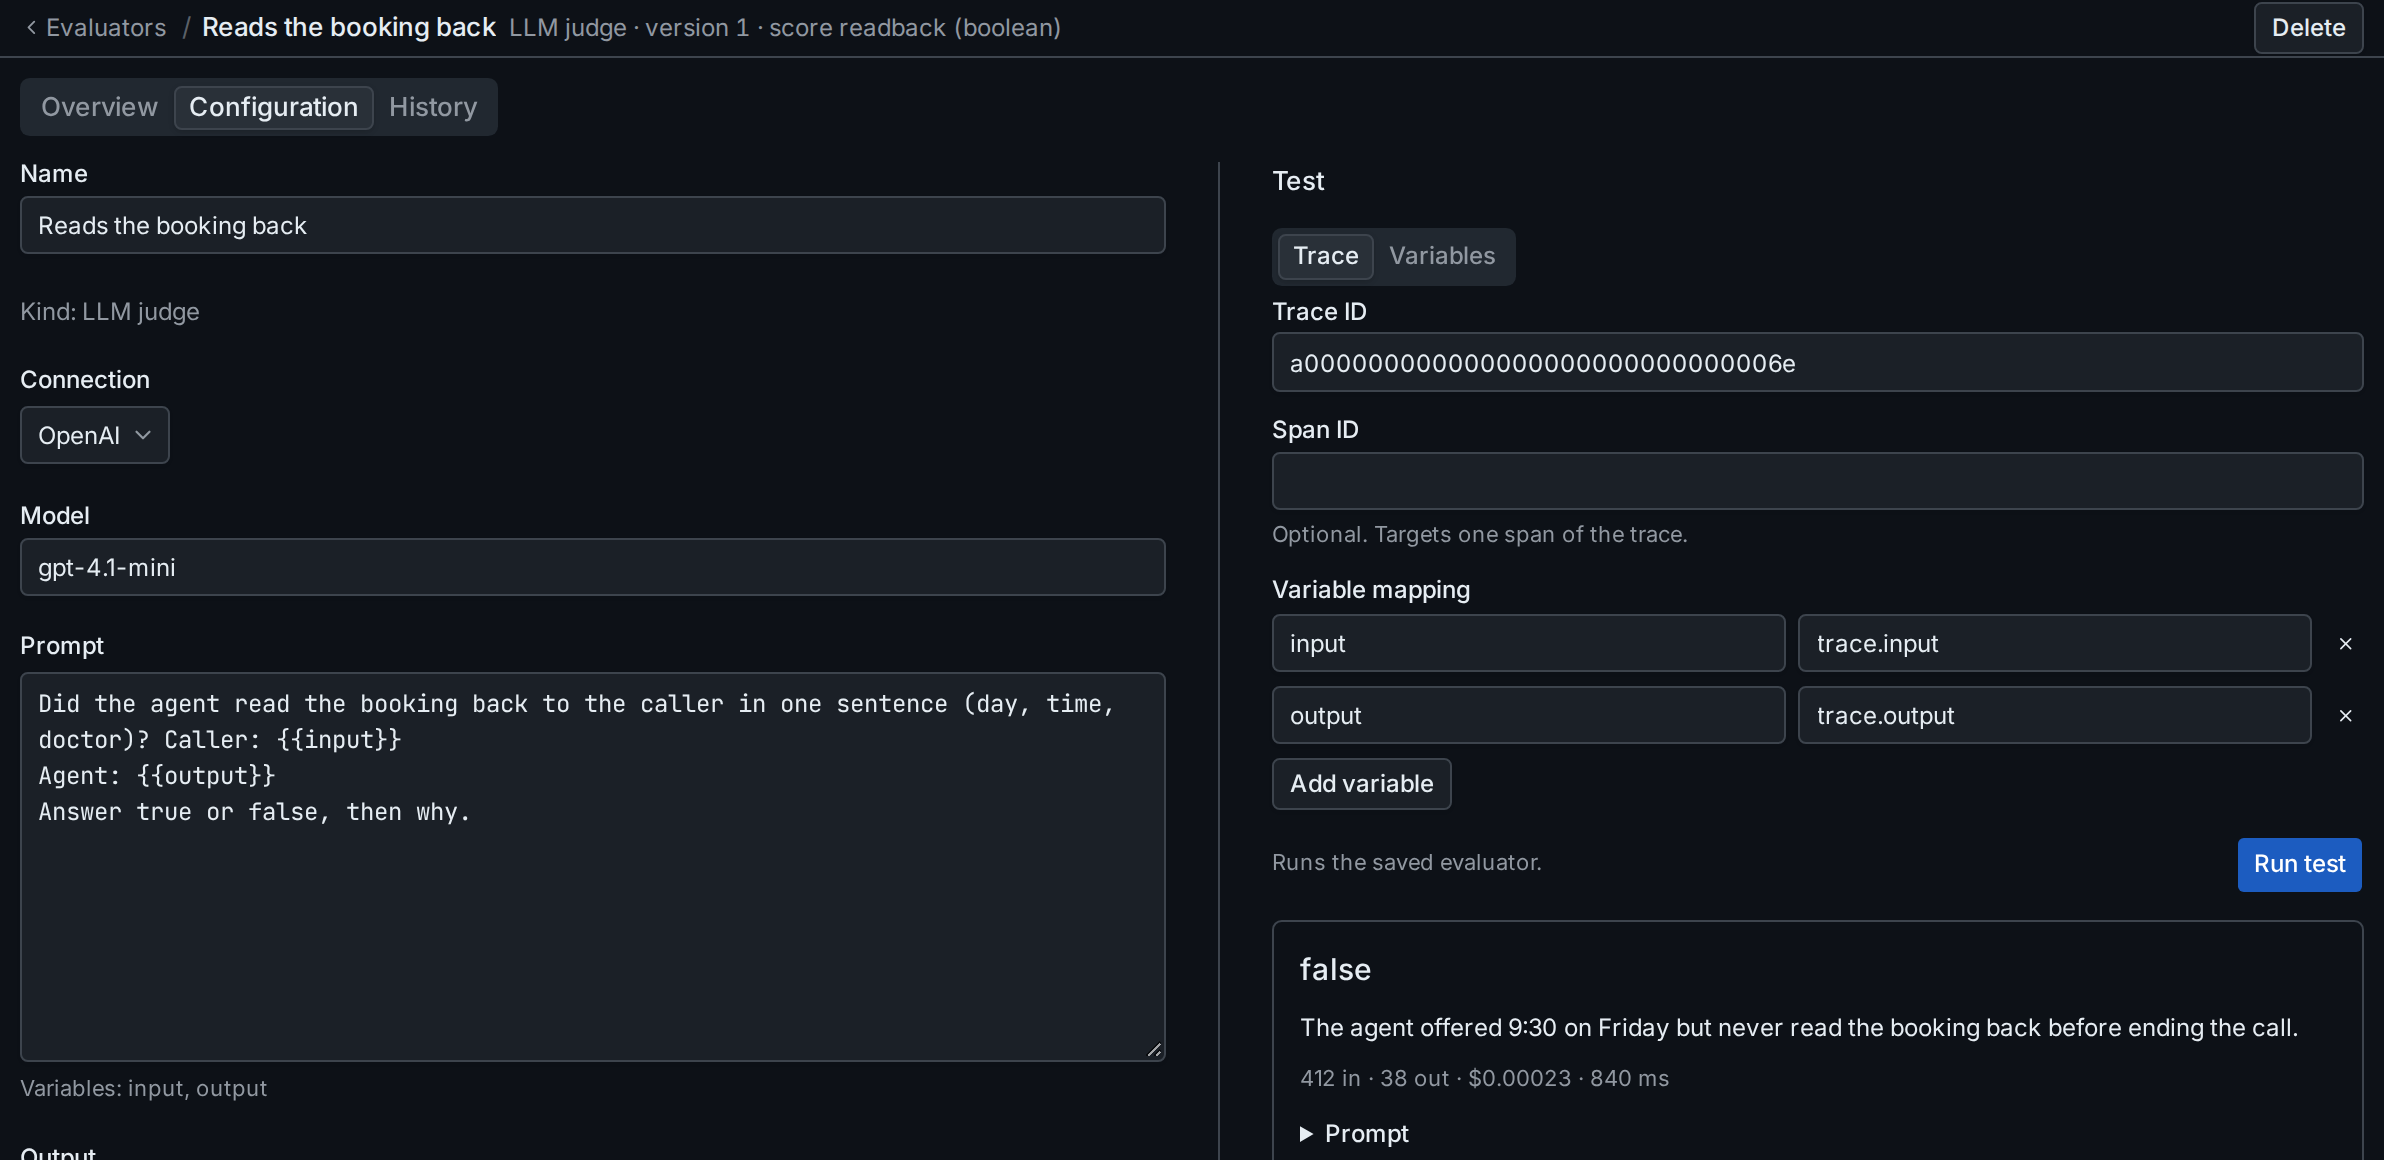 Evaluators / Reads the booking back LLM judge · version 1 · score readback (boolean)
Delete
Overview Configuration History
Name
Reads the booking back
Kind: LLM judge
Connection
OpenAI
Model
gpt-4.1-mini
Prompt
Did the agent read the booking back to the caller in one sentence (day, time,
doctor)? Caller: {{input}}
Agent: {{output}}
Answer true or false, then why.
Variables: input, output
Output
Test
Trace Variables
Trace ID
a000000000000000000000000000006e
Span ID
Optional. Targets one span of the trace.
Variable mapping
input trace.input ×
output trace.output ×
Add variable
Runs the saved evaluator.
Run test
false
The agent offered 9:30 on Friday but never read the booking back before ending the call.
412 in · 38 out · $0.00023 · 840 ms
Prompt